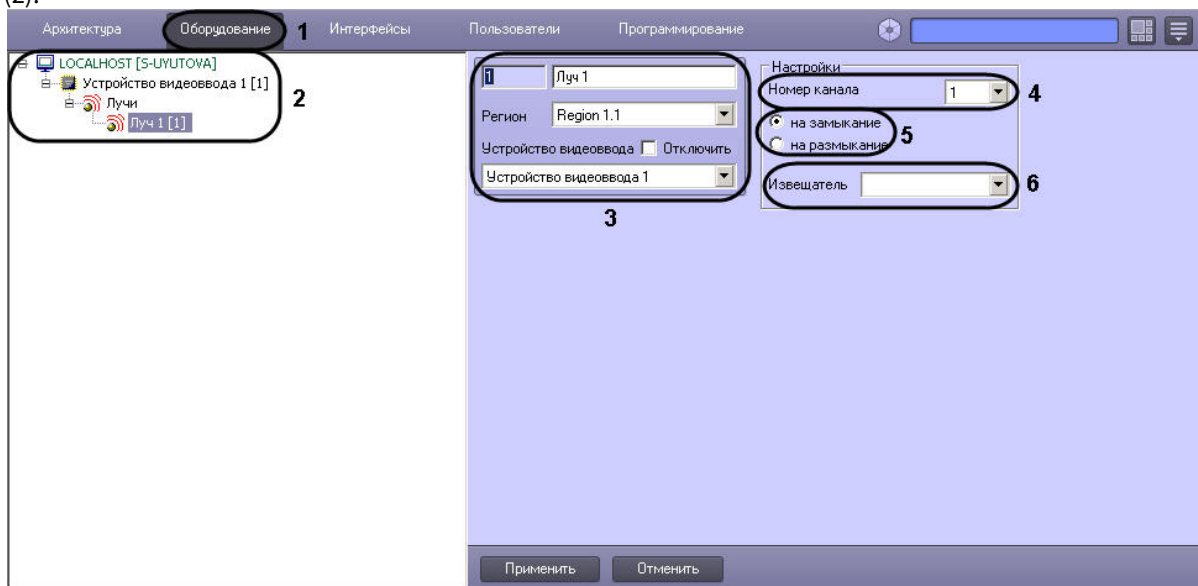 (2).
Архитектура Оборудование 1 Интерфейсы Пользователи Программирование
LOCALHOST [S-UYUTOVA]
Устройство видеоввода 1 [1]
Лучи
Луч 1 [1]
2
1 Луч 1
Регион Region 1.1
Устройство видеоввода Отключить
Устройство видеоввода 1
3
Настройки
Номер канала 1 4
на замыкание
на размыкание
5
Извещатель 6
Применить Отменить